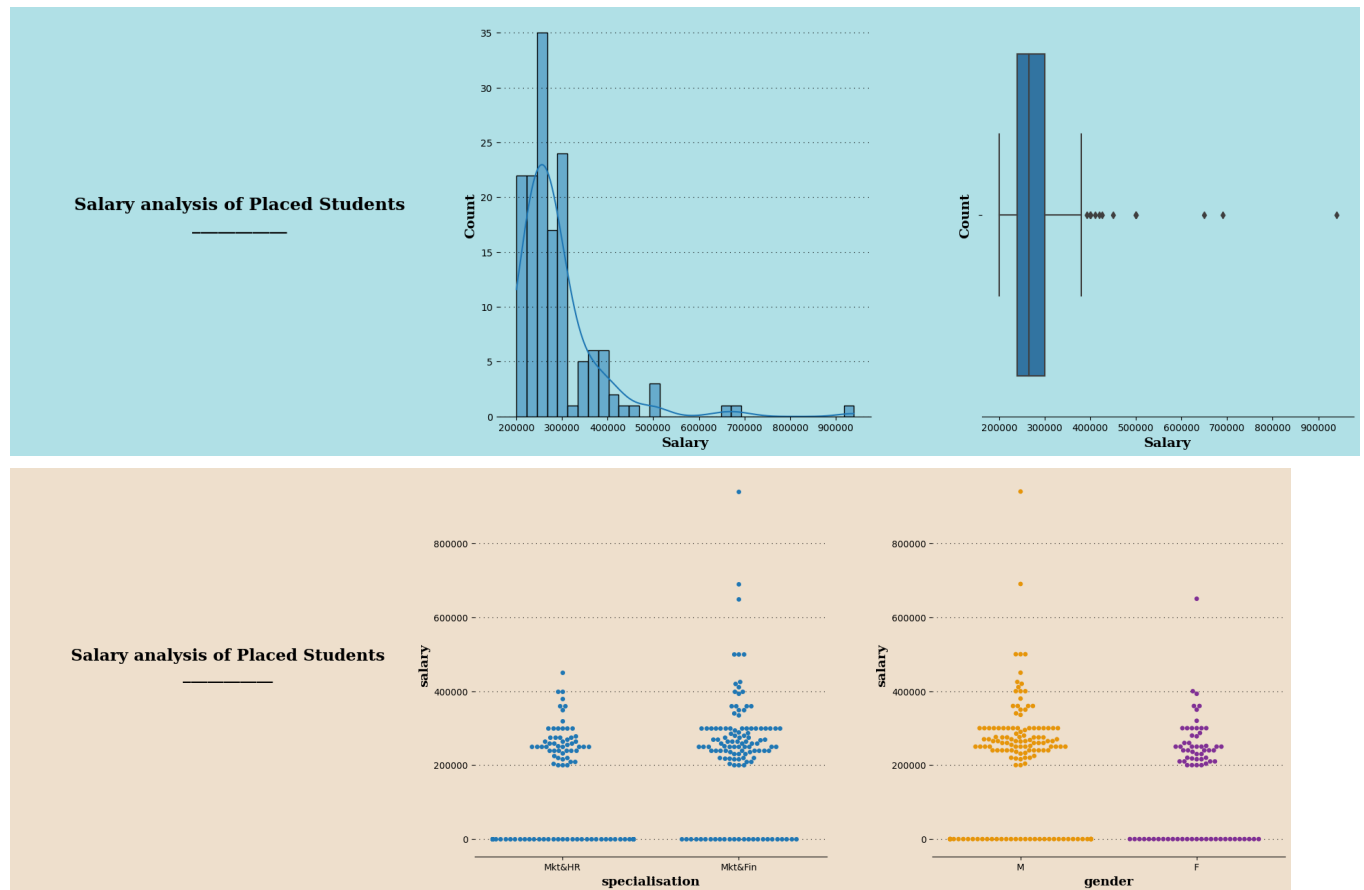 Salary analysis of Placed Students
____________
Count
35
30
25
20
15
10
5
0
200000 300000 400000 500000 600000 700000 800000 900000
Salary
Count
200000 300000 400000 500000 600000 700000 800000 900000
Salary
Salary analysis of Placed Students
____________
salary
800000
600000
400000
200000
0
Mkt&HR Mkt&Fin
specialisation
salary
800000
600000
400000
200000
0
M F
gender